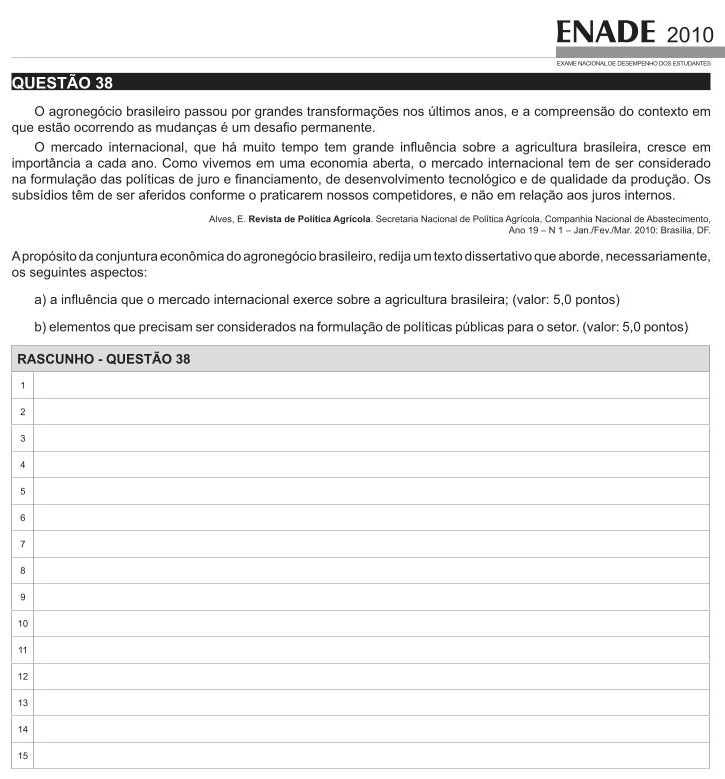 ENADE 2010
EXAME NACIONAL DE DESEMPENHO DOS ESTUDANTES
QUESTÃO 38
O agronegócio brasileiro passou por grandes transformações nos últimos anos, e a compreensão do contexto em
que estão ocorrendo as mudanças é um desafio permanente.
O mercado internacional, que há muito tempo tem grande influência sobre a agricultura brasileira, cresce em
importância a cada ano. Como vivemos em uma economia aberta, o mercado internacional tem de ser considerado
na formulação das políticas de juro e financiamento, de desenvolvimento tecnológico e de qualidade da produção. Os
subsídios têm de ser aferidos conforme o praticarem nossos competidores, e não em relação aos juros internos.
Alves, E. Revista de Política Agrícola. Secretaria Nacional de Política Agrícola, Companhia Nacional de Abastecimento,
Ano 19 – N 1 – Jan./Fev./Mar. 2010: Brasília, DF.
A propósito da conjuntura econômica do agronegócio brasileiro, redija um texto dissertativo que aborde, necessariamente,
os seguintes aspectos:
a) a influência que o mercado internacional exerce sobre a agricultura brasileira; (valor: 5,0 pontos)
b) elementos que precisam ser considerados na formulação de políticas públicas para o setor. (valor: 5,0 pontos)
RASCUNHO - QUESTÃO 38
1
2
3
4
5
6
7
8
9
10
11
12
13
14
15